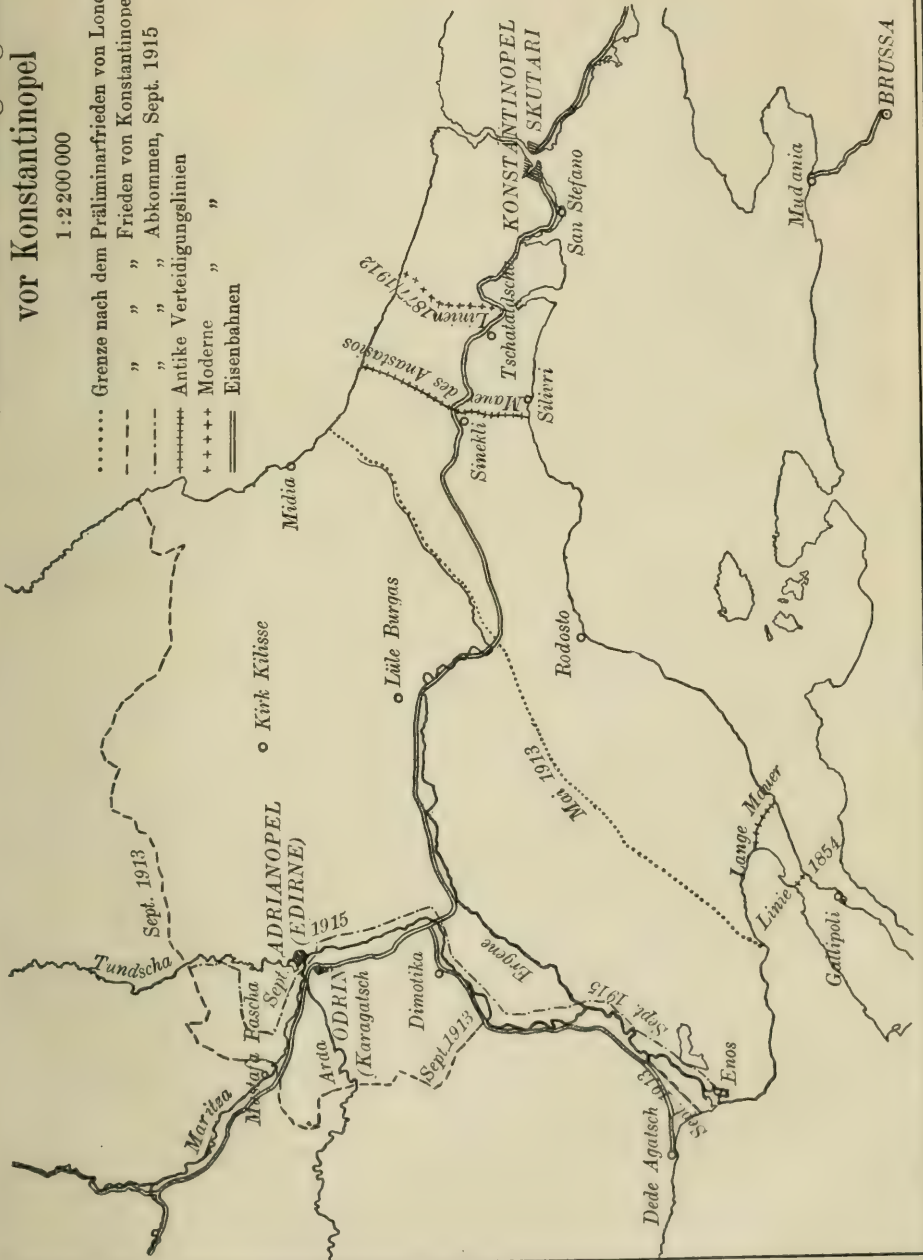 vor Konstantinopel
1:2200000
Grenze nach dem Präliminarfrieden von
„ „ Frieden von Konstantinope
„ „ Abkommen, Sept. 1915
Antike Verteidigungslinien
Moderne „
Eisenbahnen
Midia
Kirk Kilisse
Lüle Burgas
Sept. 1913
Tundscha
ADRIANOPEL
(EDIRNE)
Sept. 1915
Maritza
Mustafa Pascha
Arda
ODRIN
(Karagatsch
Dimotika
Sept. 1913
Ergene
Sept. 1915
Sept. 1913
Dede Agatsch
Enos
Mai 1913
Rodosto
Lange Mauer
Linie 1854
Gallipoli
Sinekli
Silivri
Mauer des Anastasios
Linien 1877/1912
Tschataldscha
San Stefano
KONSTANTINOPEL
SKUTARI
Mudania
BRUSSA